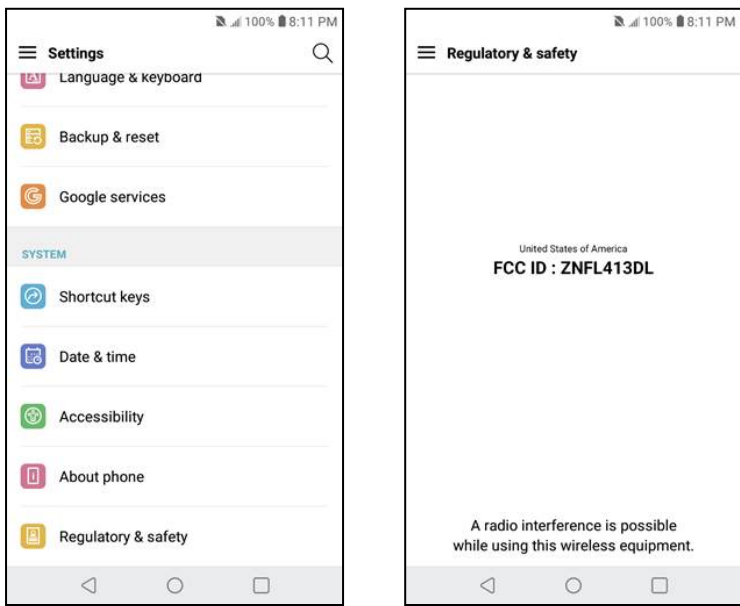 100% 8:11 PM
Settings
Language & keyboard
Backup & reset
Google services
SYSTEM
Shortcut keys
Date & time
Accessibility
About phone
Regulatory & safety
100% 8:11 PM
Regulatory & safety
United States of America
FCC ID : ZNFL413DL
A radio interference is possible
while using this wireless equipment.